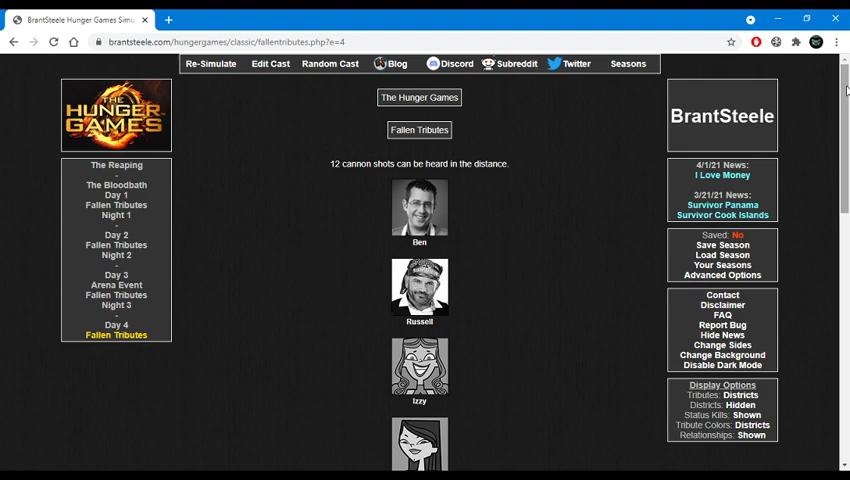 BrantSteele Hunger Games Simu
brantsteele.com/hungergames/classic/fallentributes.php?e=4
Re-Simulate Edit Cast Random Cast Blog Discord Subreddit Twitter Seasons
THE
HUNGER
GAMES
The Reaping
-
The Bloodbath
Day 1
Fallen Tributes
Night 1
-
Day 2
Fallen Tributes
Night 2
-
Day 3
Arena Event
Fallen Tributes
Night 3
-
Day 4
Fallen Tributes
The Hunger Games
Fallen Tributes
12 cannon shots can be heard in the distance.
Ben
Russell
Izzy
BrantSteele
4/1/21 News:
I Love Money
3/21/21 News:
Survivor Panama
Survivor Cook Islands
Saved: No
Save Season
Load Season
Your Seasons
Advanced Options
Contact
Disclaimer
FAQ
Report Bug
Hide News
Change Sides
Change Background
Disable Dark Mode
Display Options
Tributes: Districts
Districts: Hidden
Status Kills: Shown
Tribute Colors: Districts
Relationships: Shown